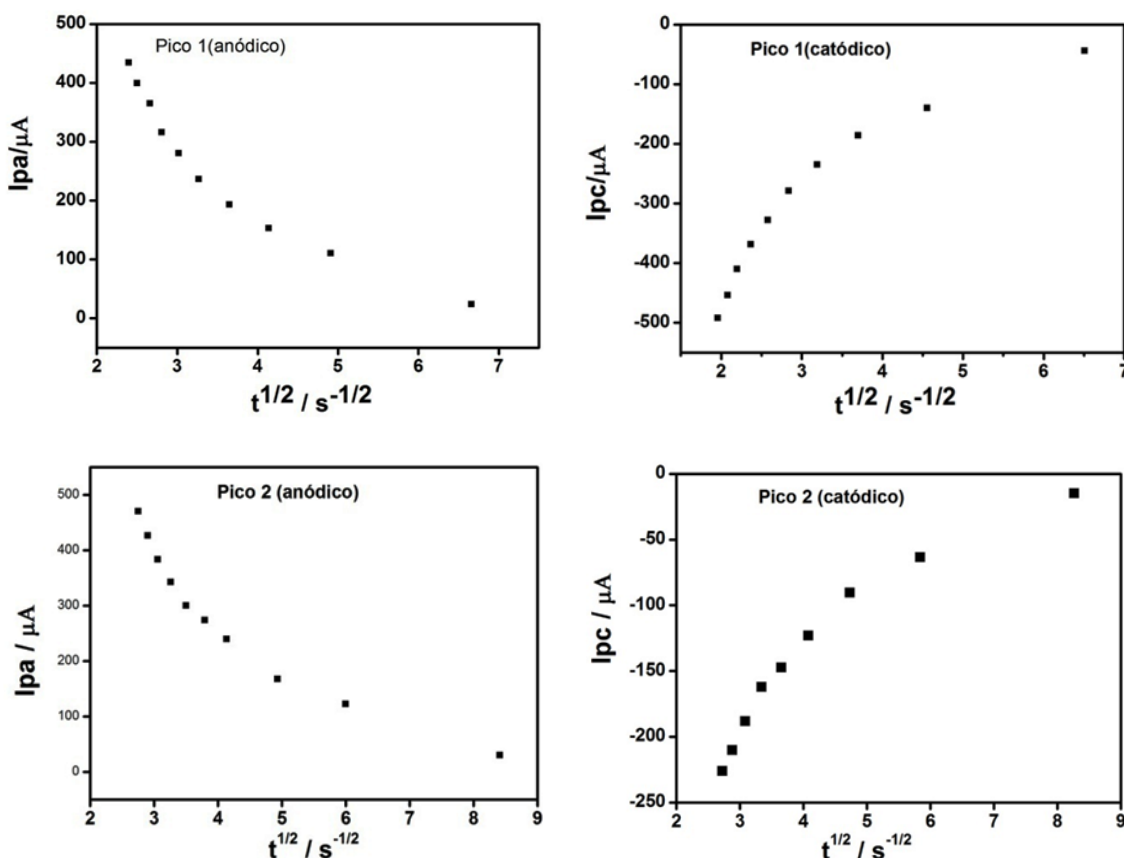 Pico 1(anódico)
Ipa/μA
500
400
300
200
100
0
2 3 4 5 6 7
t1/2 / s-1/2
Pico 1(catódico)
Ipc/μA
0
-100
-200
-300
-400
-500
2 3 4 5 6 7
t1/2 / s-1/2
Pico 2 (anódico)
Ipa / μA
500
400
300
200
100
0
2 3 4 5 6 7 8 9
t1/2 / s-1/2
Pico 2 (catódico)
Ipc / μA
0
-50
-100
-150
-200
-250
2 3 4 5 6 7 8 9
t1/2 / s-1/2